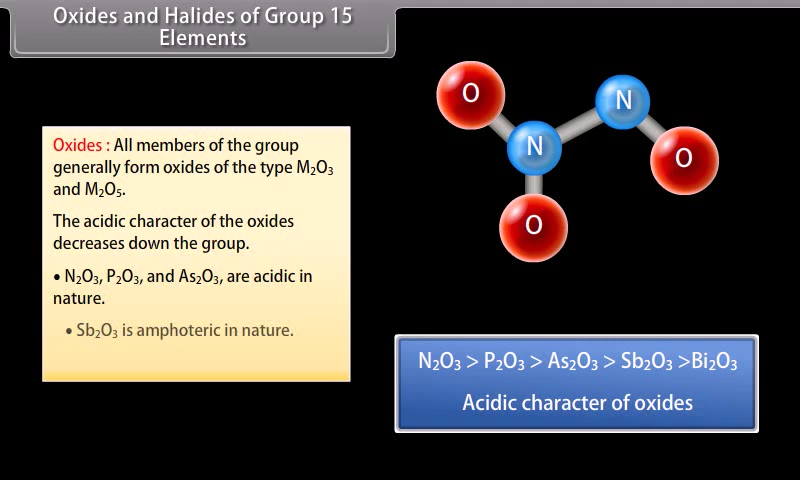 Oxides and Halides of Group 15
Elements
Oxides : All members of the group
generally form oxides of the type M₂O₃
and M₂O₅.
The acidic character of the oxides
decreases down the group.
• N₂O₃, P₂O₃, and As₂O₃, are acidic in
nature.
• Sb₂O₃ is amphoteric in nature.
O
N
N
O
O
N₂O₃ > P₂O₃ > As₂O₃ > Sb₂O₃ >Bi₂O₃
Acidic character of oxides